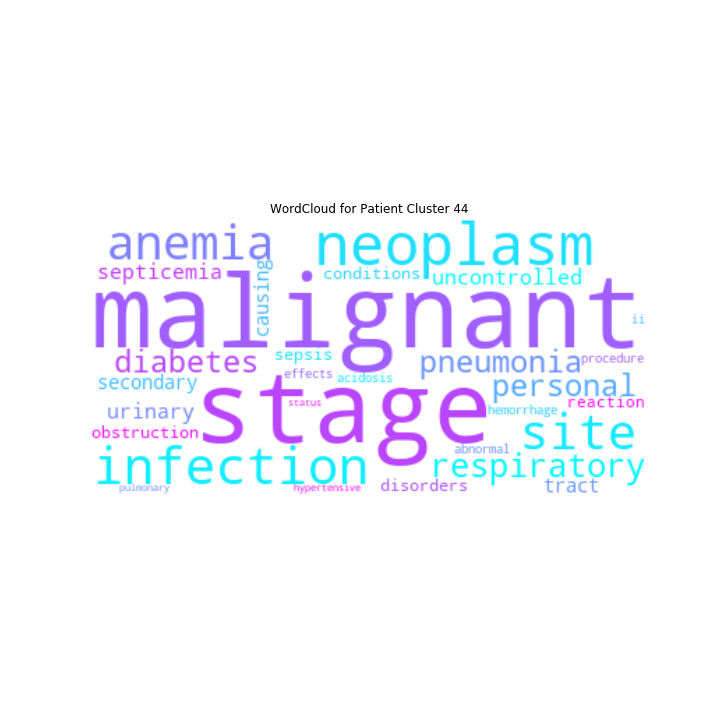 WordCloud for Patient Cluster 44
anemia
neoplasm
septicemia
causing
conditions
uncontrolled
malignant
ii
diabetes
sepsis
pneumonia
procedure
secondary
effects
acidosis
personal
urinary
status
stage
hemorrhage
reaction
obstruction
site
infection
abnormal
respiratory
pulmonary
hypertensive
disorders
tract